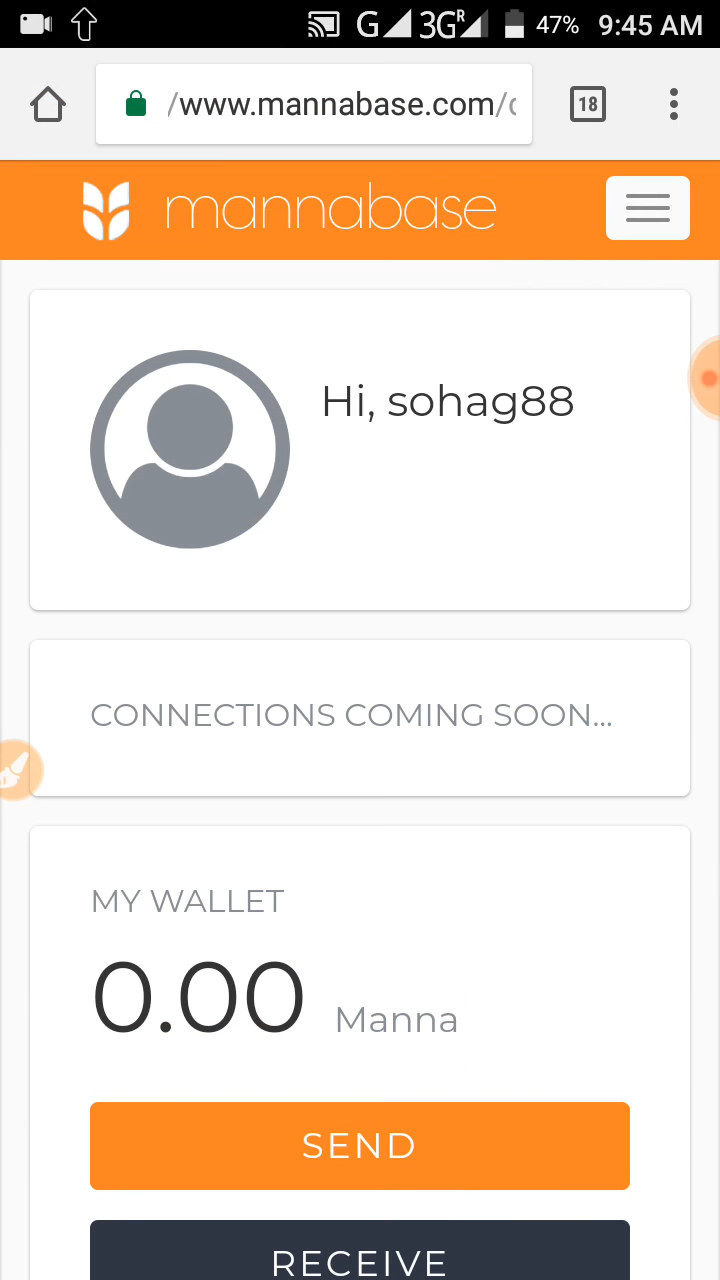 G 3G R 47% 9:45 AM
/www.mannabase.com/
18
mannabase
Hi, sohag88
CONNECTIONS COMING SOON...
MY WALLET
0.00 Manna
SEND
RECEIVE